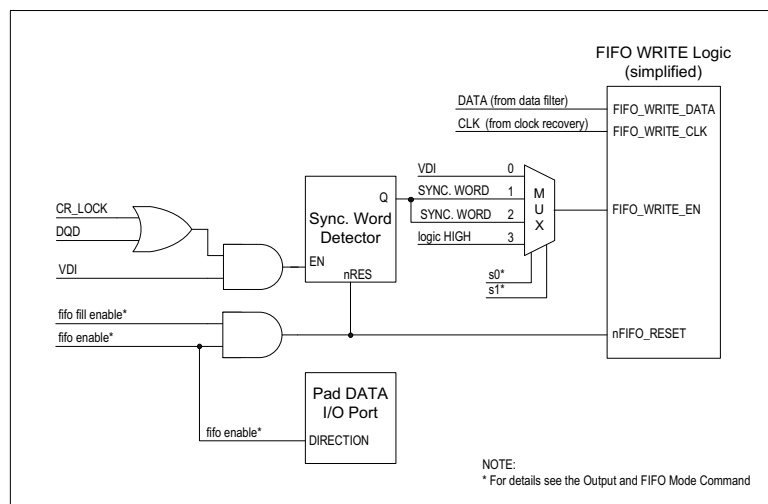 FIFO WRITE Logic
(simplified)
DATA (from data filter)
FIFO_WRITE_DATA
CLK (from clock recovery)
FIFO_WRITE_CLK
VDI 0
SYNC. WORD 1
SYNC. WORD 2
logic HIGH 3
M
U
X
FIFO_WRITE_EN
s0*
s1*
Q
Sync. Word
Detector
EN
nRES
CR_LOCK
DQD
VDI
fifo fill enable*
fifo enable*
nFIFO_RESET
Pad DATA
I/O Port
fifo enable*
DIRECTION
NOTE:
* For details see the Output and FIFO Mode Command